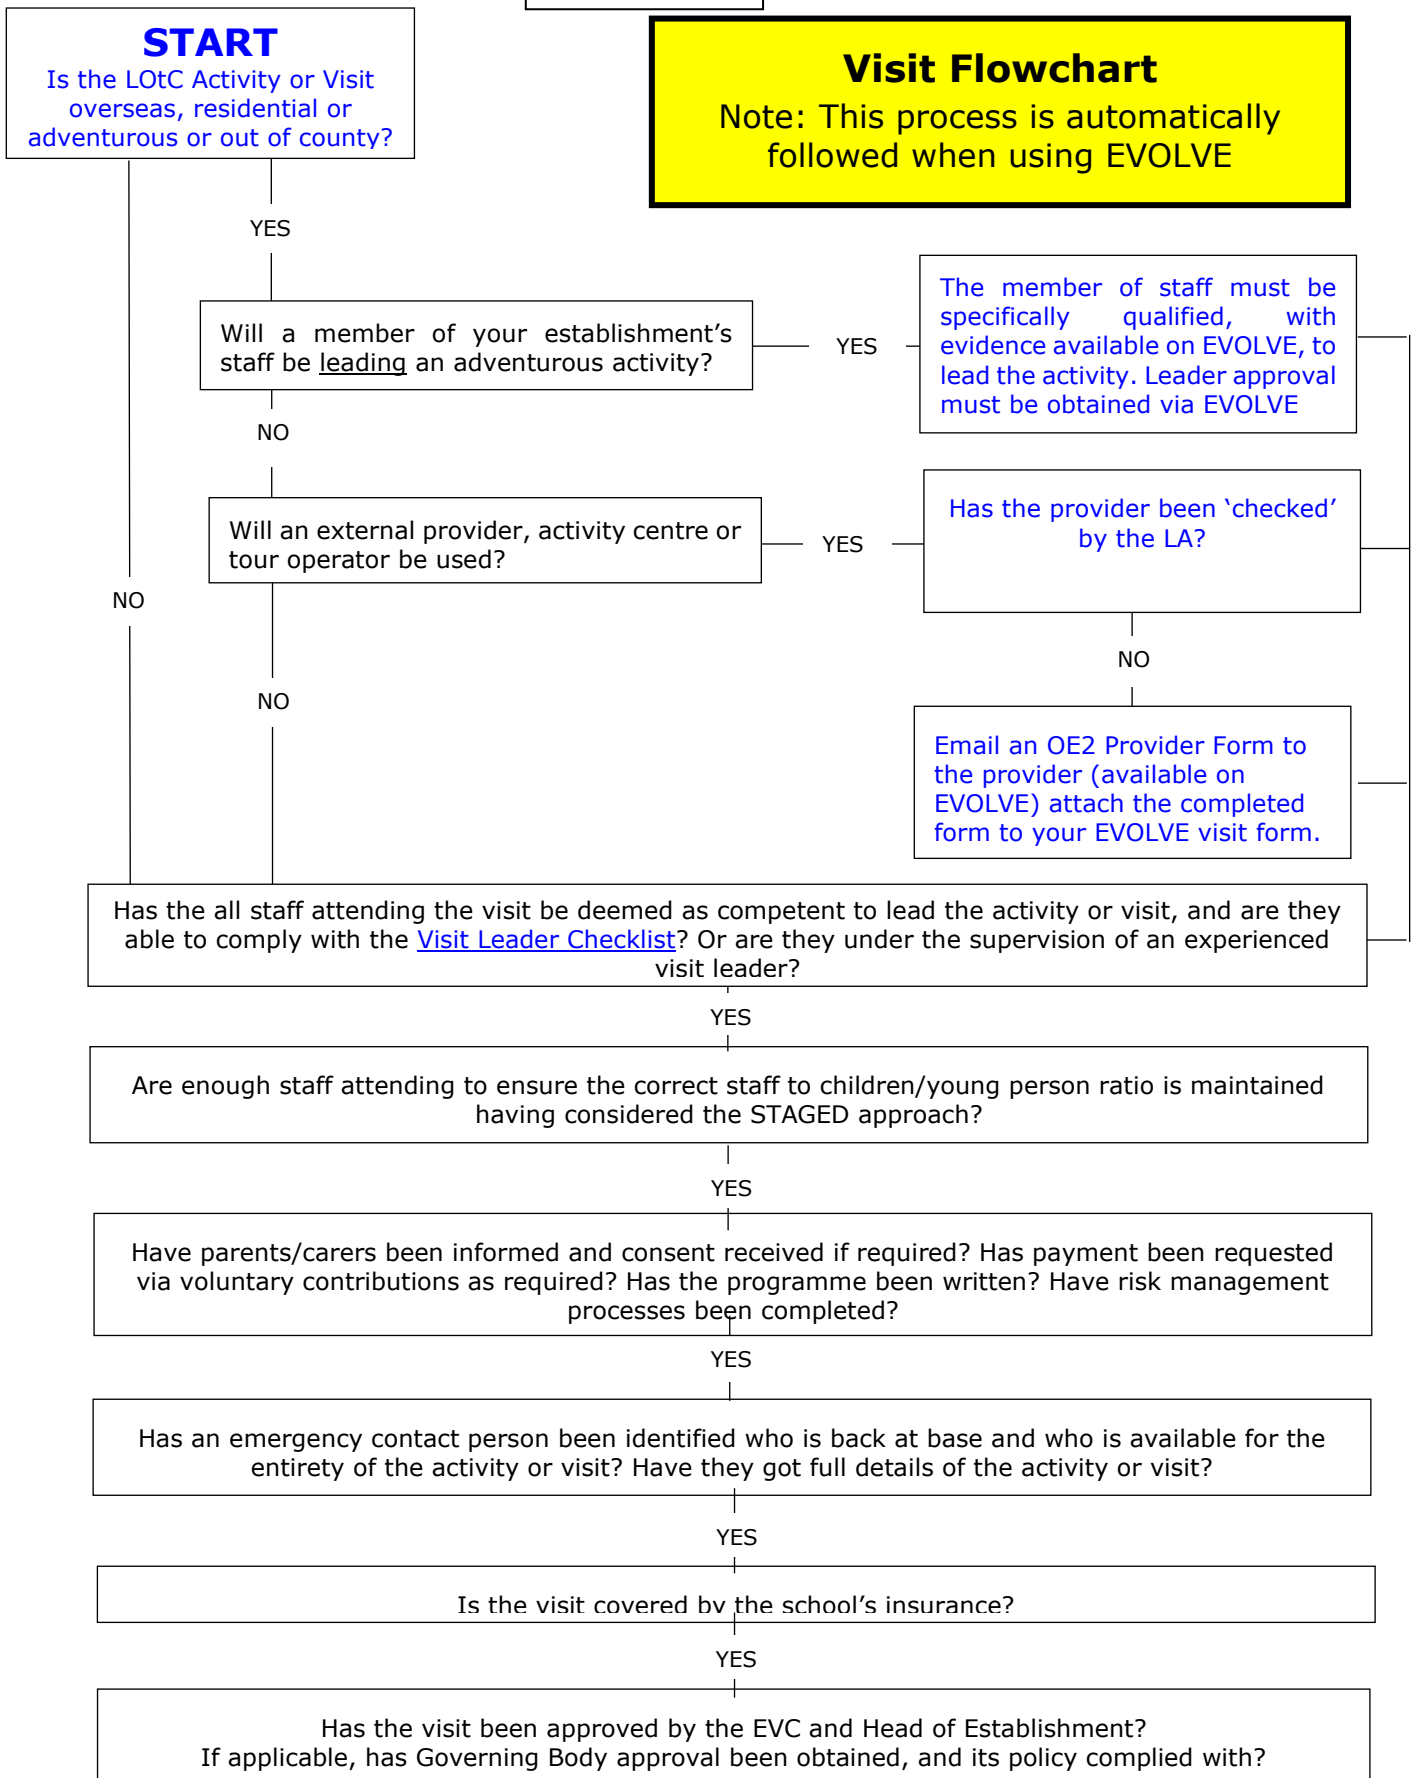 START
Is the LOtC Activity or Visit
overseas, residential or
adventurous or out of county?
Visit Flowchart
Note: This process is automatically
followed when using EVOLVE
YES
Will a member of your establishment's
staff be leading an adventurous activity?
YES
The member of staff must be
specifically qualified, with
evidence available on EVOLVE, to
lead the activity. Leader approval
must be obtained via EVOLVE
NO
Will an external provider, activity centre or
tour operator be used?
YES
Has the provider been ‘checked’
by the LA?
NO
NO
NO
Email an OE2 Provider Form to
the provider (available on
EVOLVE) attach the completed
form to your EVOLVE visit form.
Has the all staff attending the visit be deemed as competent to lead the activity or visit, and are they
able to comply with the Visit Leader Checklist? Or are they under the supervision of an experienced
visit leader?
YES
Are enough staff attending to ensure the correct staff to children/young person ratio is maintained
having considered the STAGED approach?
YES
Have parents/carers been informed and consent received if required? Has payment been requested
via voluntary contributions as required? Has the programme been written? Have risk management
processes been completed?
YES
Has an emergency contact person been identified who is back at base and who is available for the
entirety of the activity or visit? Have they got full details of the activity or visit?
YES
Is the visit covered by the school's insurance?
YES
Has the visit been approved by the EVC and Head of Establishment?
If applicable, has Governing Body approval been obtained, and its policy complied with?